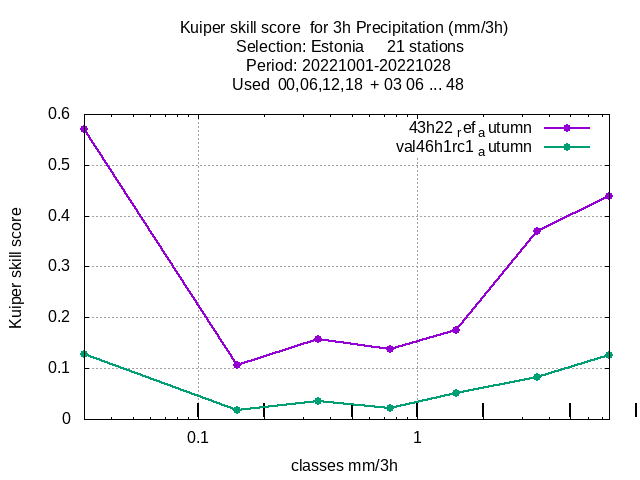 Kuiper skill score  for 3h Precipitation (mm/3h)
Selection: Estonia     21 stations
Period: 20221001-20221028
Used  00,06,12,18  + 03 06 ... 48
43h22 ref autumn
val46h1rc1 autumn
0.6
0.5
0.4
0.3
0.2
0.1
0
Kuiper skill score
0.1 1
classes mm/3h